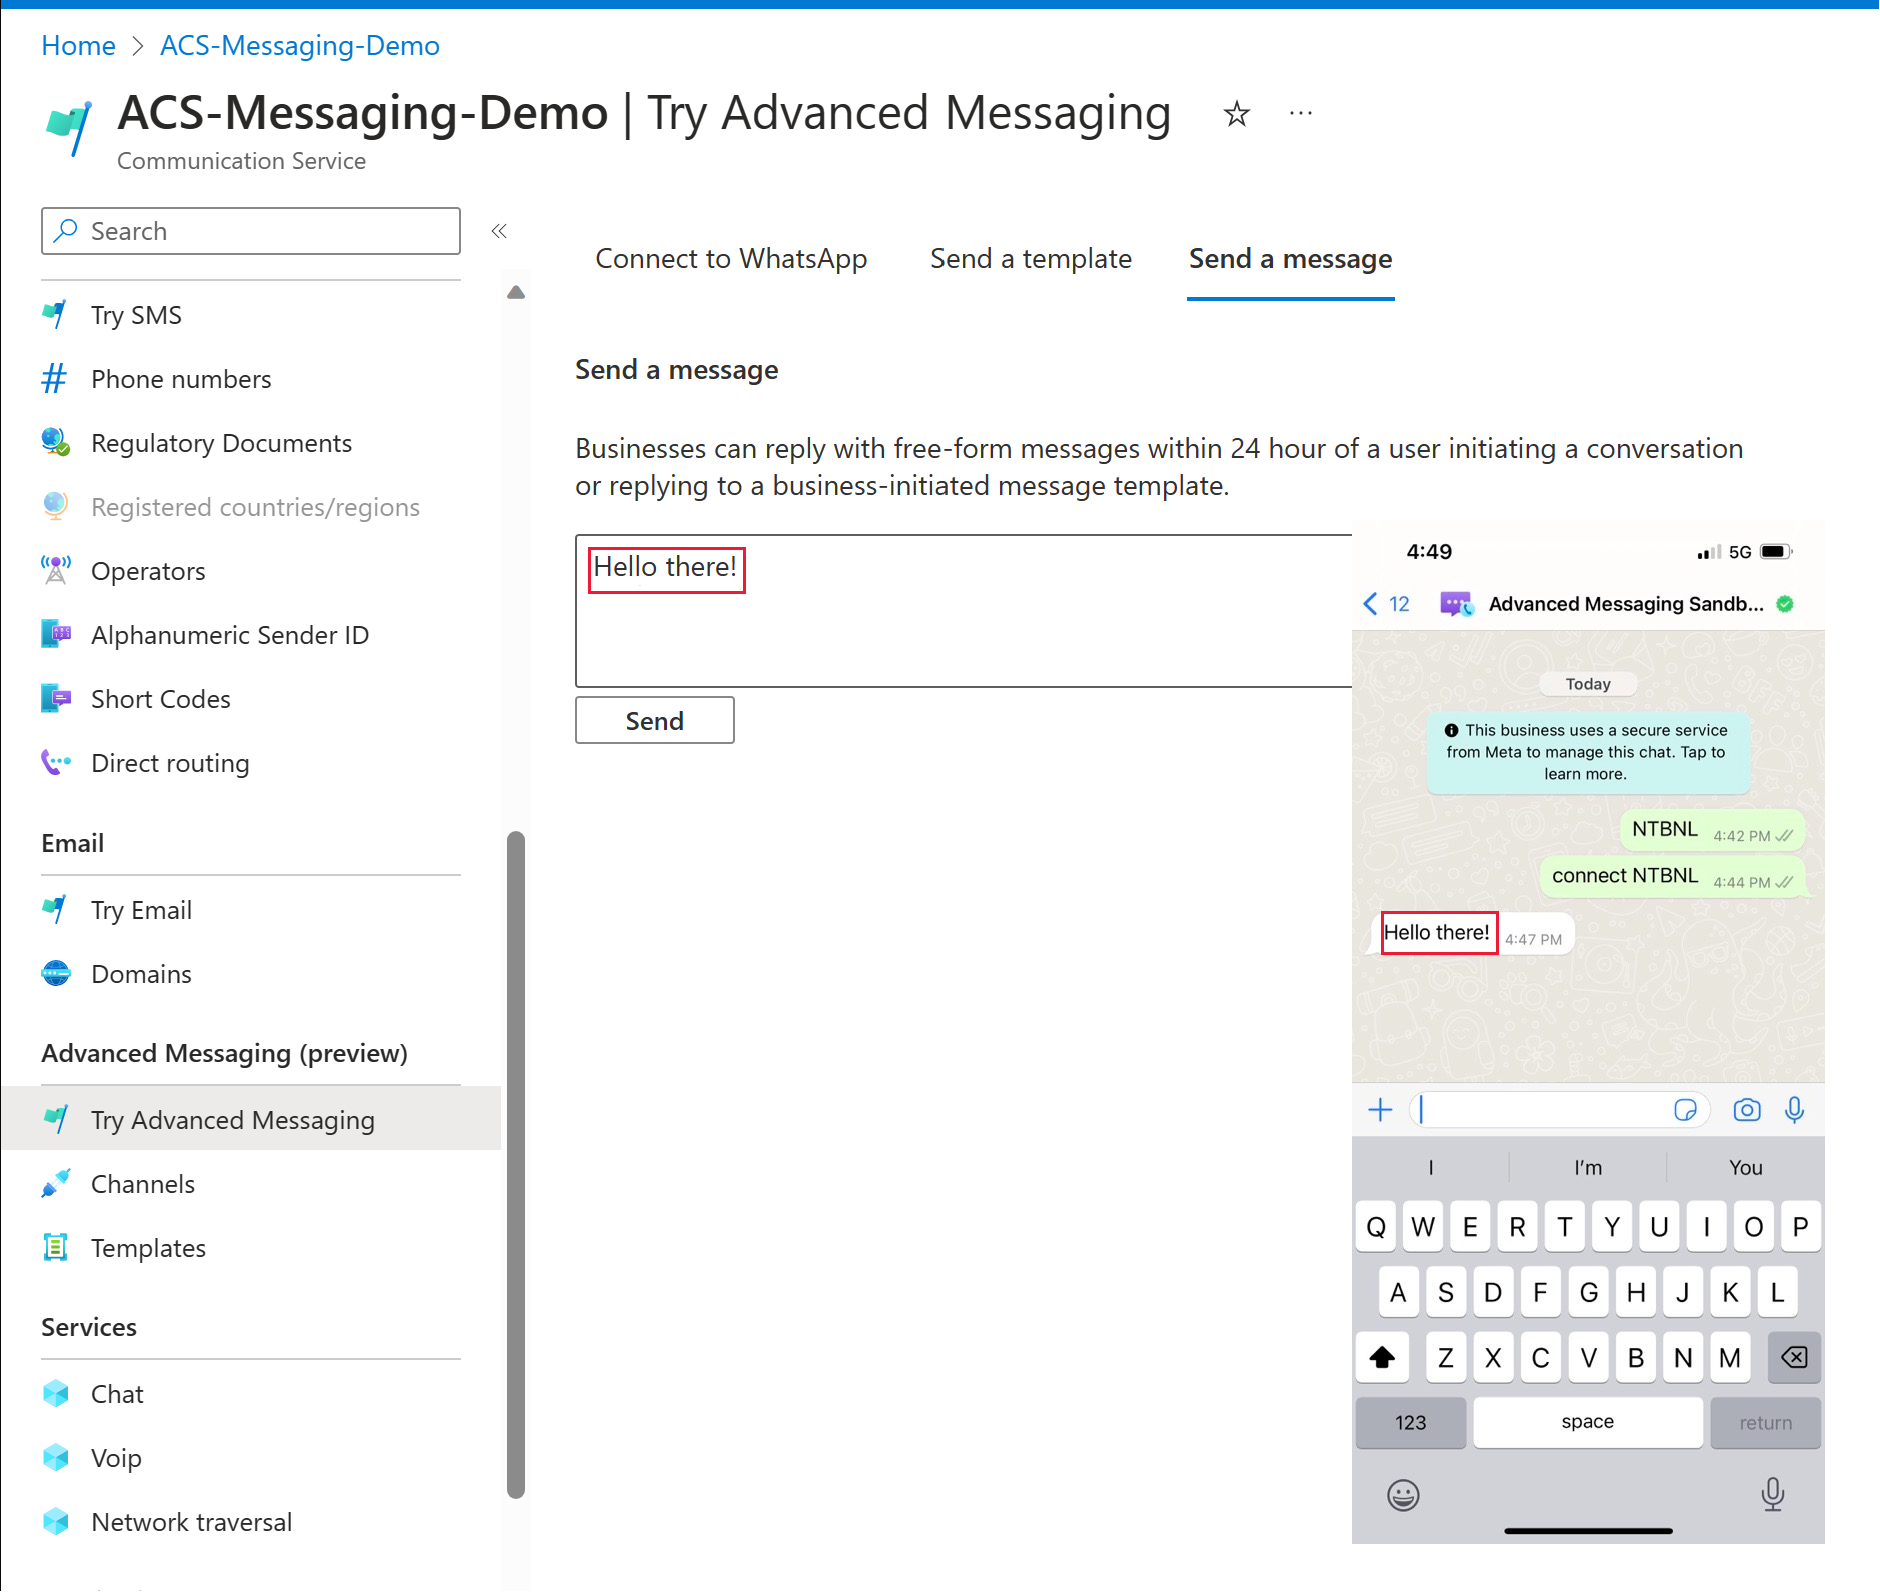 Home > ACS-Messaging-Demo
ACS-Messaging-Demo | Try Advanced Messaging
Communication Service
Search
Try SMS
Phone numbers
Regulatory Documents
Registered countries/regions
Operators
Alphanumeric Sender ID
Short Codes
Direct routing
Email
Try Email
Domains
Advanced Messaging (preview)
Try Advanced Messaging
Channels
Templates
Services
Chat
Voip
Network traversal
Connect to WhatsApp
Send a template
Send a message
Send a message
Businesses can reply with free-form messages within 24 hour of a user initiating a conversation
or replying to a business-initiated message template.
Hello there!
Send
4:49
5G
12
Advanced Messaging Sandb...
Today
This business uses a secure service
from Meta to manage this chat. Tap to
learn more.
NTBNL 4:42 PM
connect NTBNL 4:44 PM
Hello there! 4:47 PM
I I'm You
Q W E R T Y U I O P
A S D F G H J K L
Z X C V B N M
123 space return